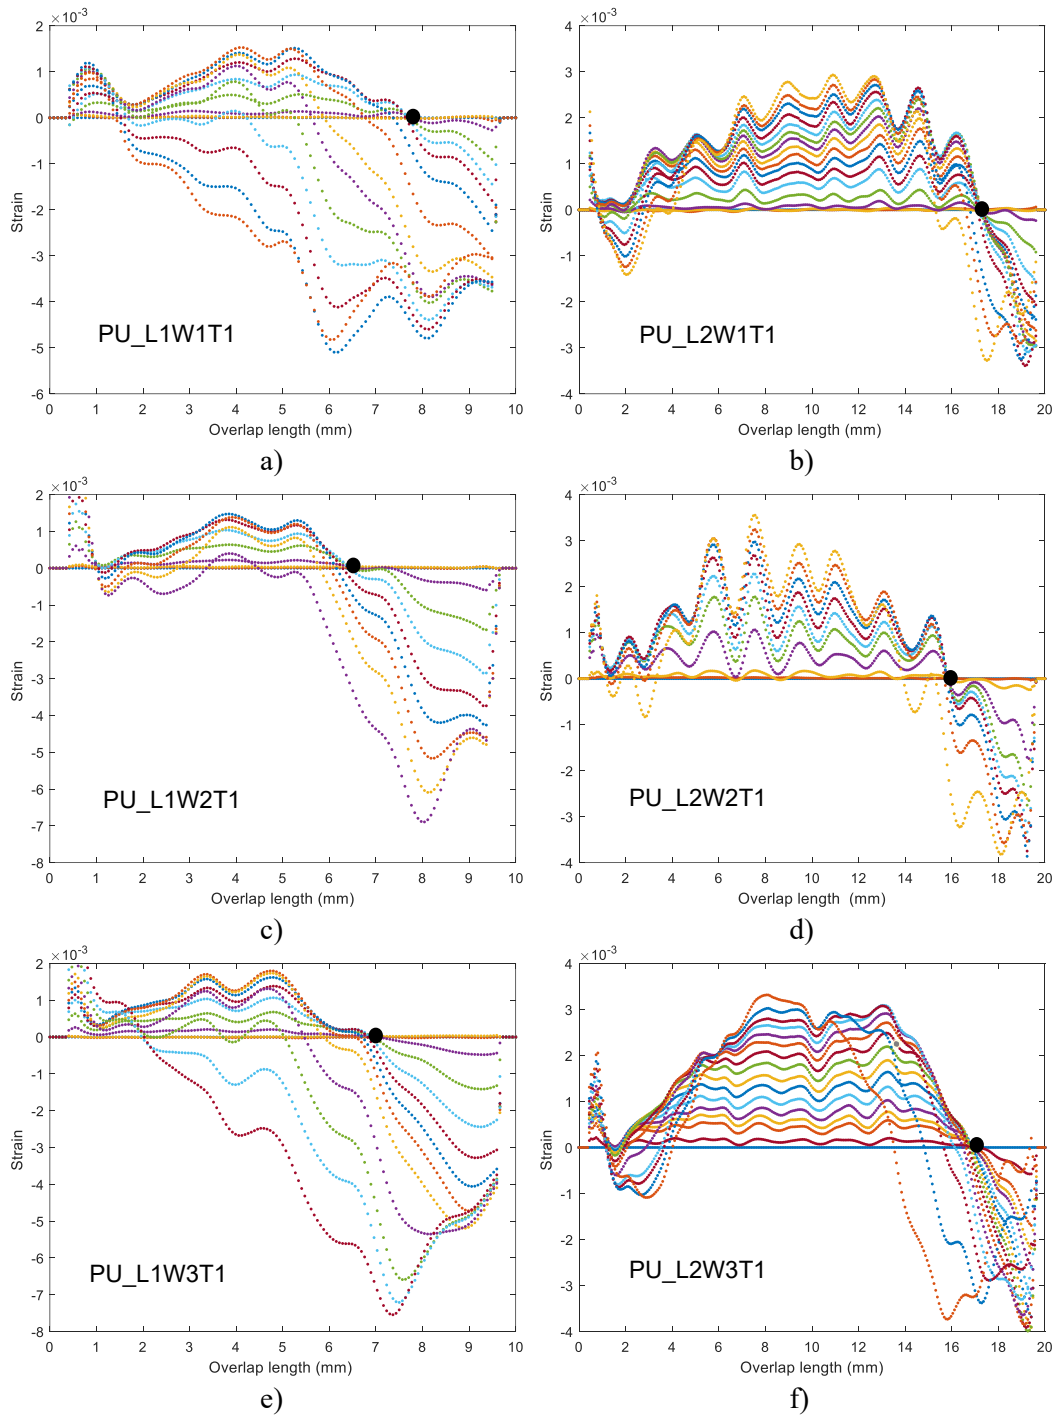 ×10⁻³
2
1
0
-1
-2
-3
-4
-5
-6
Strain
PU_L1W1T1
0 1 2 3 4 5 6 7 8 9 10
Overlap length (mm)
a)
×10⁻³
4
3
2
1
0
-1
-2
-3
-4
Strain
PU_L2W1T1
0 2 4 6 8 10 12 14 16 18 20
Overlap length (mm)
b)
×10⁻³
2
1
0
-1
-2
-3
-4
-5
-6
-7
-8
Strain
PU_L1W2T1
0 1 2 3 4 5 6 7 8 9 10
Overlap length (mm)
c)
×10⁻³
4
3
2
1
0
-1
-2
-3
-4
Strain
PU_L2W2T1
0 2 4 6 8 10 12 14 16 18 20
Overlap length (mm)
d)
×10⁻³
2
1
0
-1
-2
-3
-4
-5
-6
-7
-8
Strain
PU_L1W3T1
0 1 2 3 4 5 6 7 8 9 10
Overlap length (mm)
e)
×10⁻³
4
3
2
1
0
-1
-2
-3
-4
Strain
PU_L2W3T1
0 2 4 6 8 10 12 14 16 18 20
Overlap length (mm)
f)